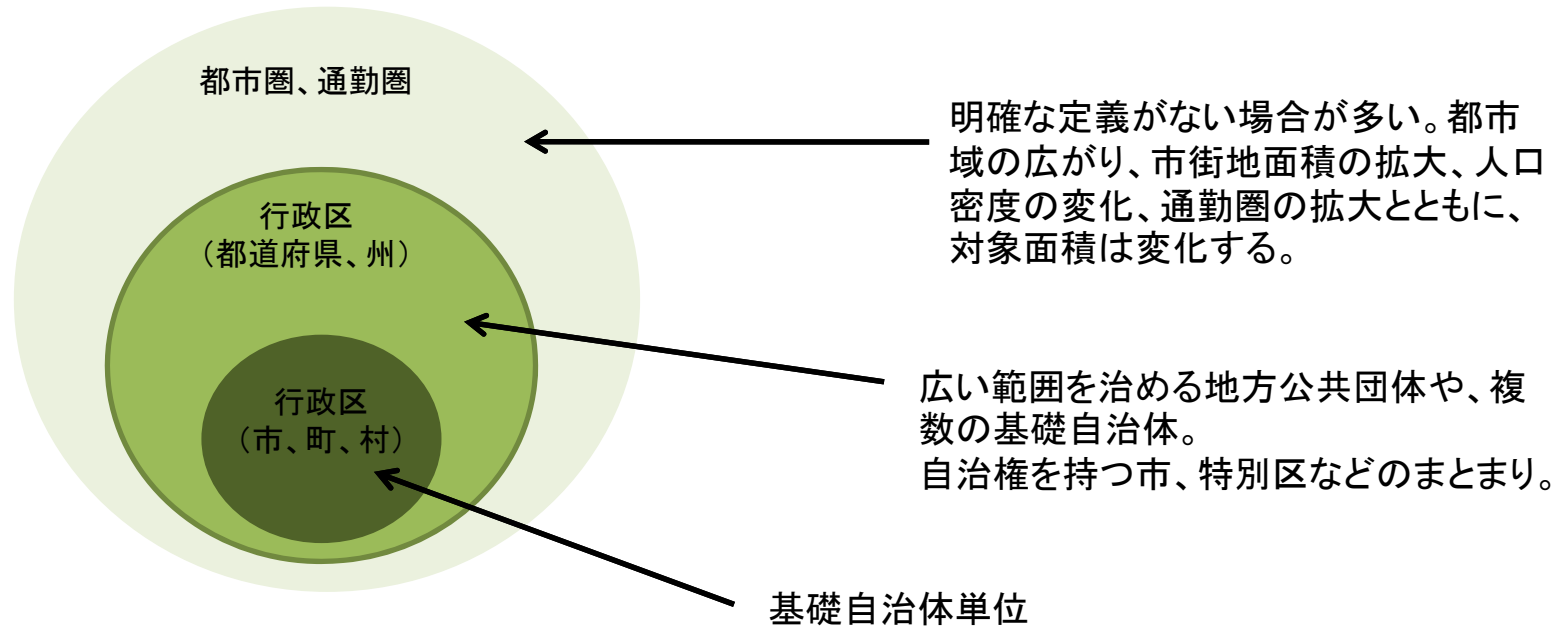 都市圏、通勤圏
明確な定義がない場合が多い。都市
域の広がり、市街地面積の拡大、人口
密度の変化、通勤圏の拡大とともに、
対象面積は変化する。
行政区
（都道府県、州）
広い範囲を治める地方公共団体や、複
数の基礎自治体。
自治権を持つ市、特別区などのまとまり。
行政区
（市、町、村）
基礎自治体単位